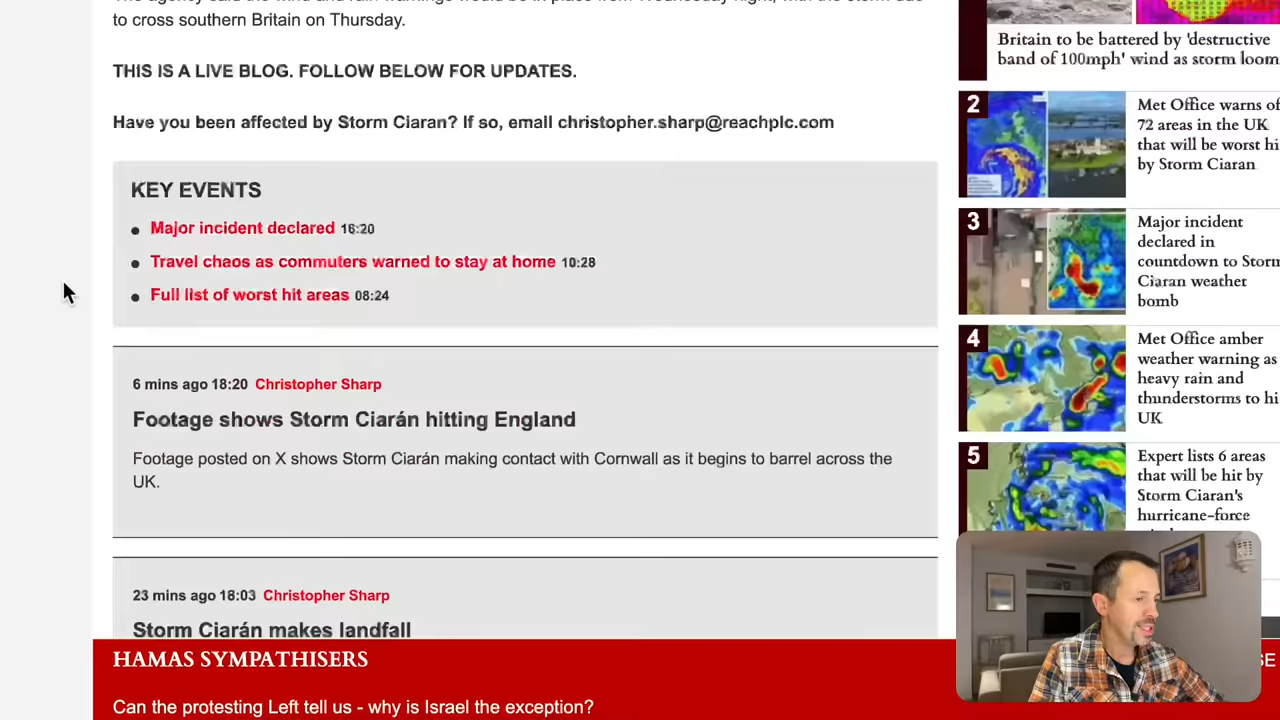 to cross southern Britain on Thursday.
THIS IS A LIVE BLOG. FOLLOW BELOW FOR UPDATES.
Have you been affected by Storm Ciaran? If so, email christopher.sharp@reachplc.com
KEY EVENTS
Major incident declared 16:20
Travel chaos as commuters warned to stay at home 10:28
Full list of worst hit areas 08:24
6 mins ago 18:20 Christopher Sharp
Footage shows Storm Ciarán hitting England
Footage posted on X shows Storm Ciarán making contact with Cornwall as it begins to barrel across the
UK.
23 mins ago 18:03 Christopher Sharp
Storm Ciarán makes landfall
HAMAS SYMPATHISERS
Can the protesting Left tell us - why is Israel the exception?
Britain to be battered by 'destructive
band of 100mph' wind as storm loom
2
Met Office warns of
72 areas in the UK
that will be worst hi
by Storm Ciaran
3
Major incident
declared in
countdown to Storm
Ciaran weather
bomb
4
Met Office amber
weather warning as
heavy rain and
thunderstorms to hi
UK
5
Expert lists 6 areas
that will be hit by
Storm Ciaran's
hurricane-force